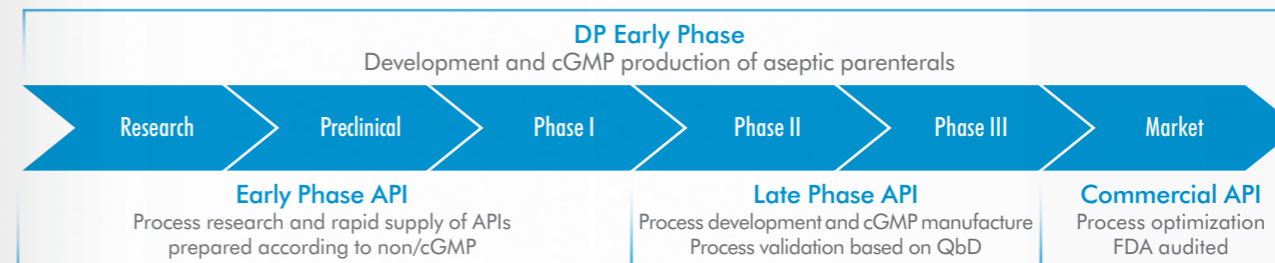 DP Early Phase
Development and cGMP production of aseptic parenterals
Research
Preclinical
Phase I
Phase II
Phase III
Market
Early Phase API
Process research and rapid supply of APIs
prepared according to non/cGMP
Late Phase API
Process development and cGMP manufacture
Process validation based on QbD
Commercial API
Process optimization
FDA audited